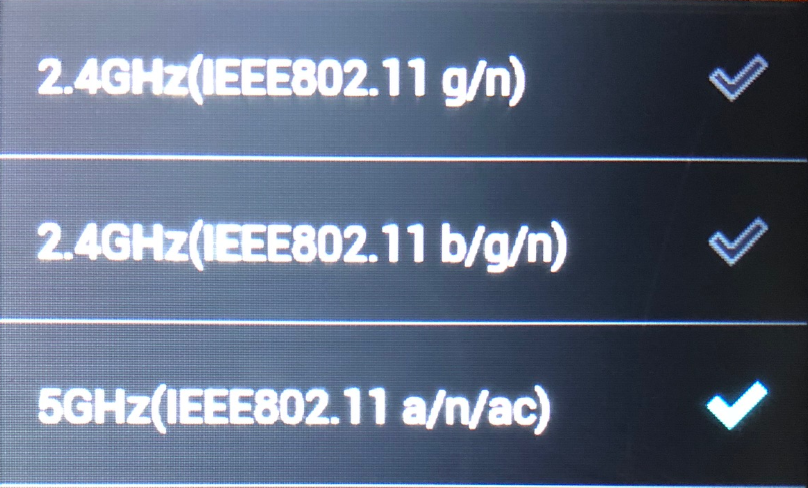 2.4GHz(IEEE802.11 g/n)
2.4GHz(IEEE802.11 b/g/n)
5GHz(IEEE802.11 a/n/ac)